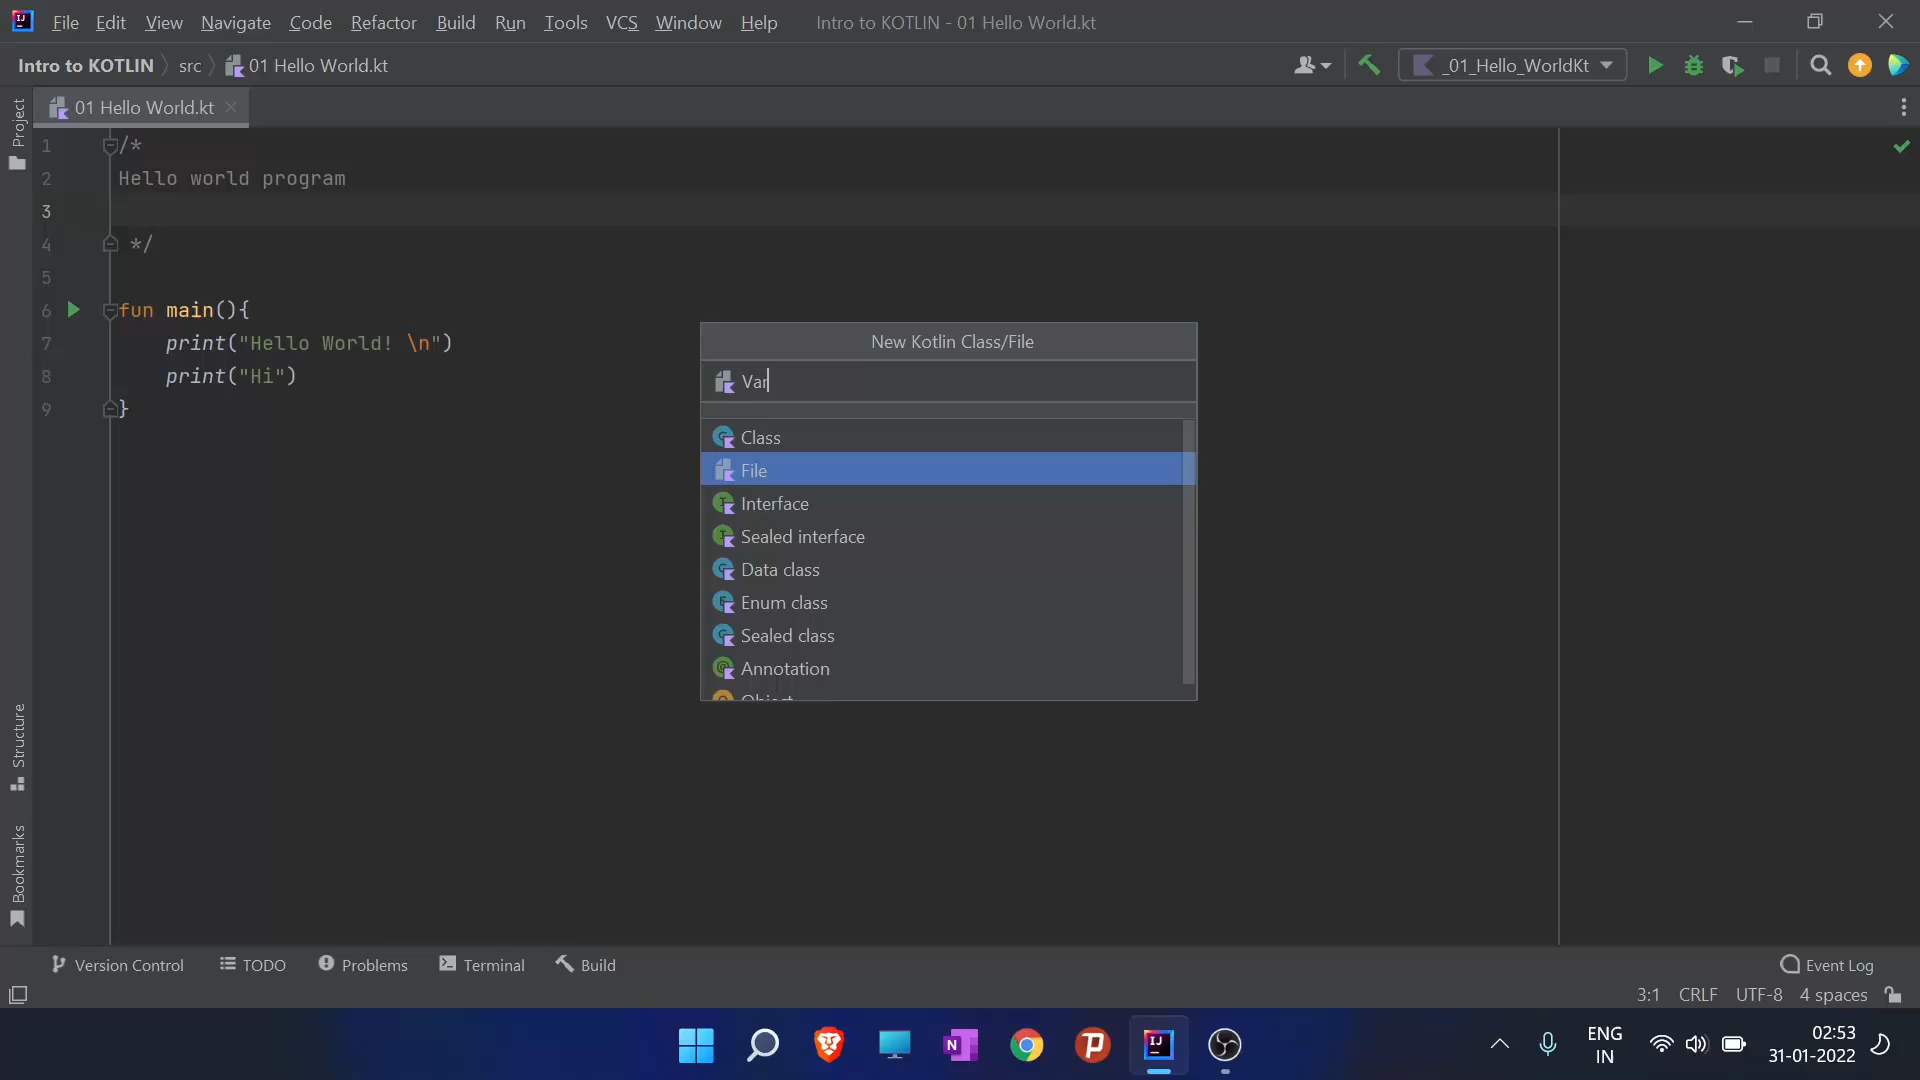 File Edit View Navigate Code Refactor Build Run Tools VCS Window Help Intro to KOTLIN - 01 Hello World.kt
Intro to KOTLIN src 01 Hello World.kt _01_Hello_WorldKt
Project
01 Hello World.kt
1 /*
2 Hello world program
3
4 */
5
6 fun main(){
7 print("Hello World! \n")
8 print("Hi")
9 }
New Kotlin Class/File
Var
Class
File
Interface
Sealed interface
Data class
Enum class
Sealed class
Annotation
Object
Structure
Bookmarks
Version Control TODO Problems Terminal Build Event Log
3:1 CRLF UTF-8 4 spaces
ENG
IN
02:53
31-01-2022